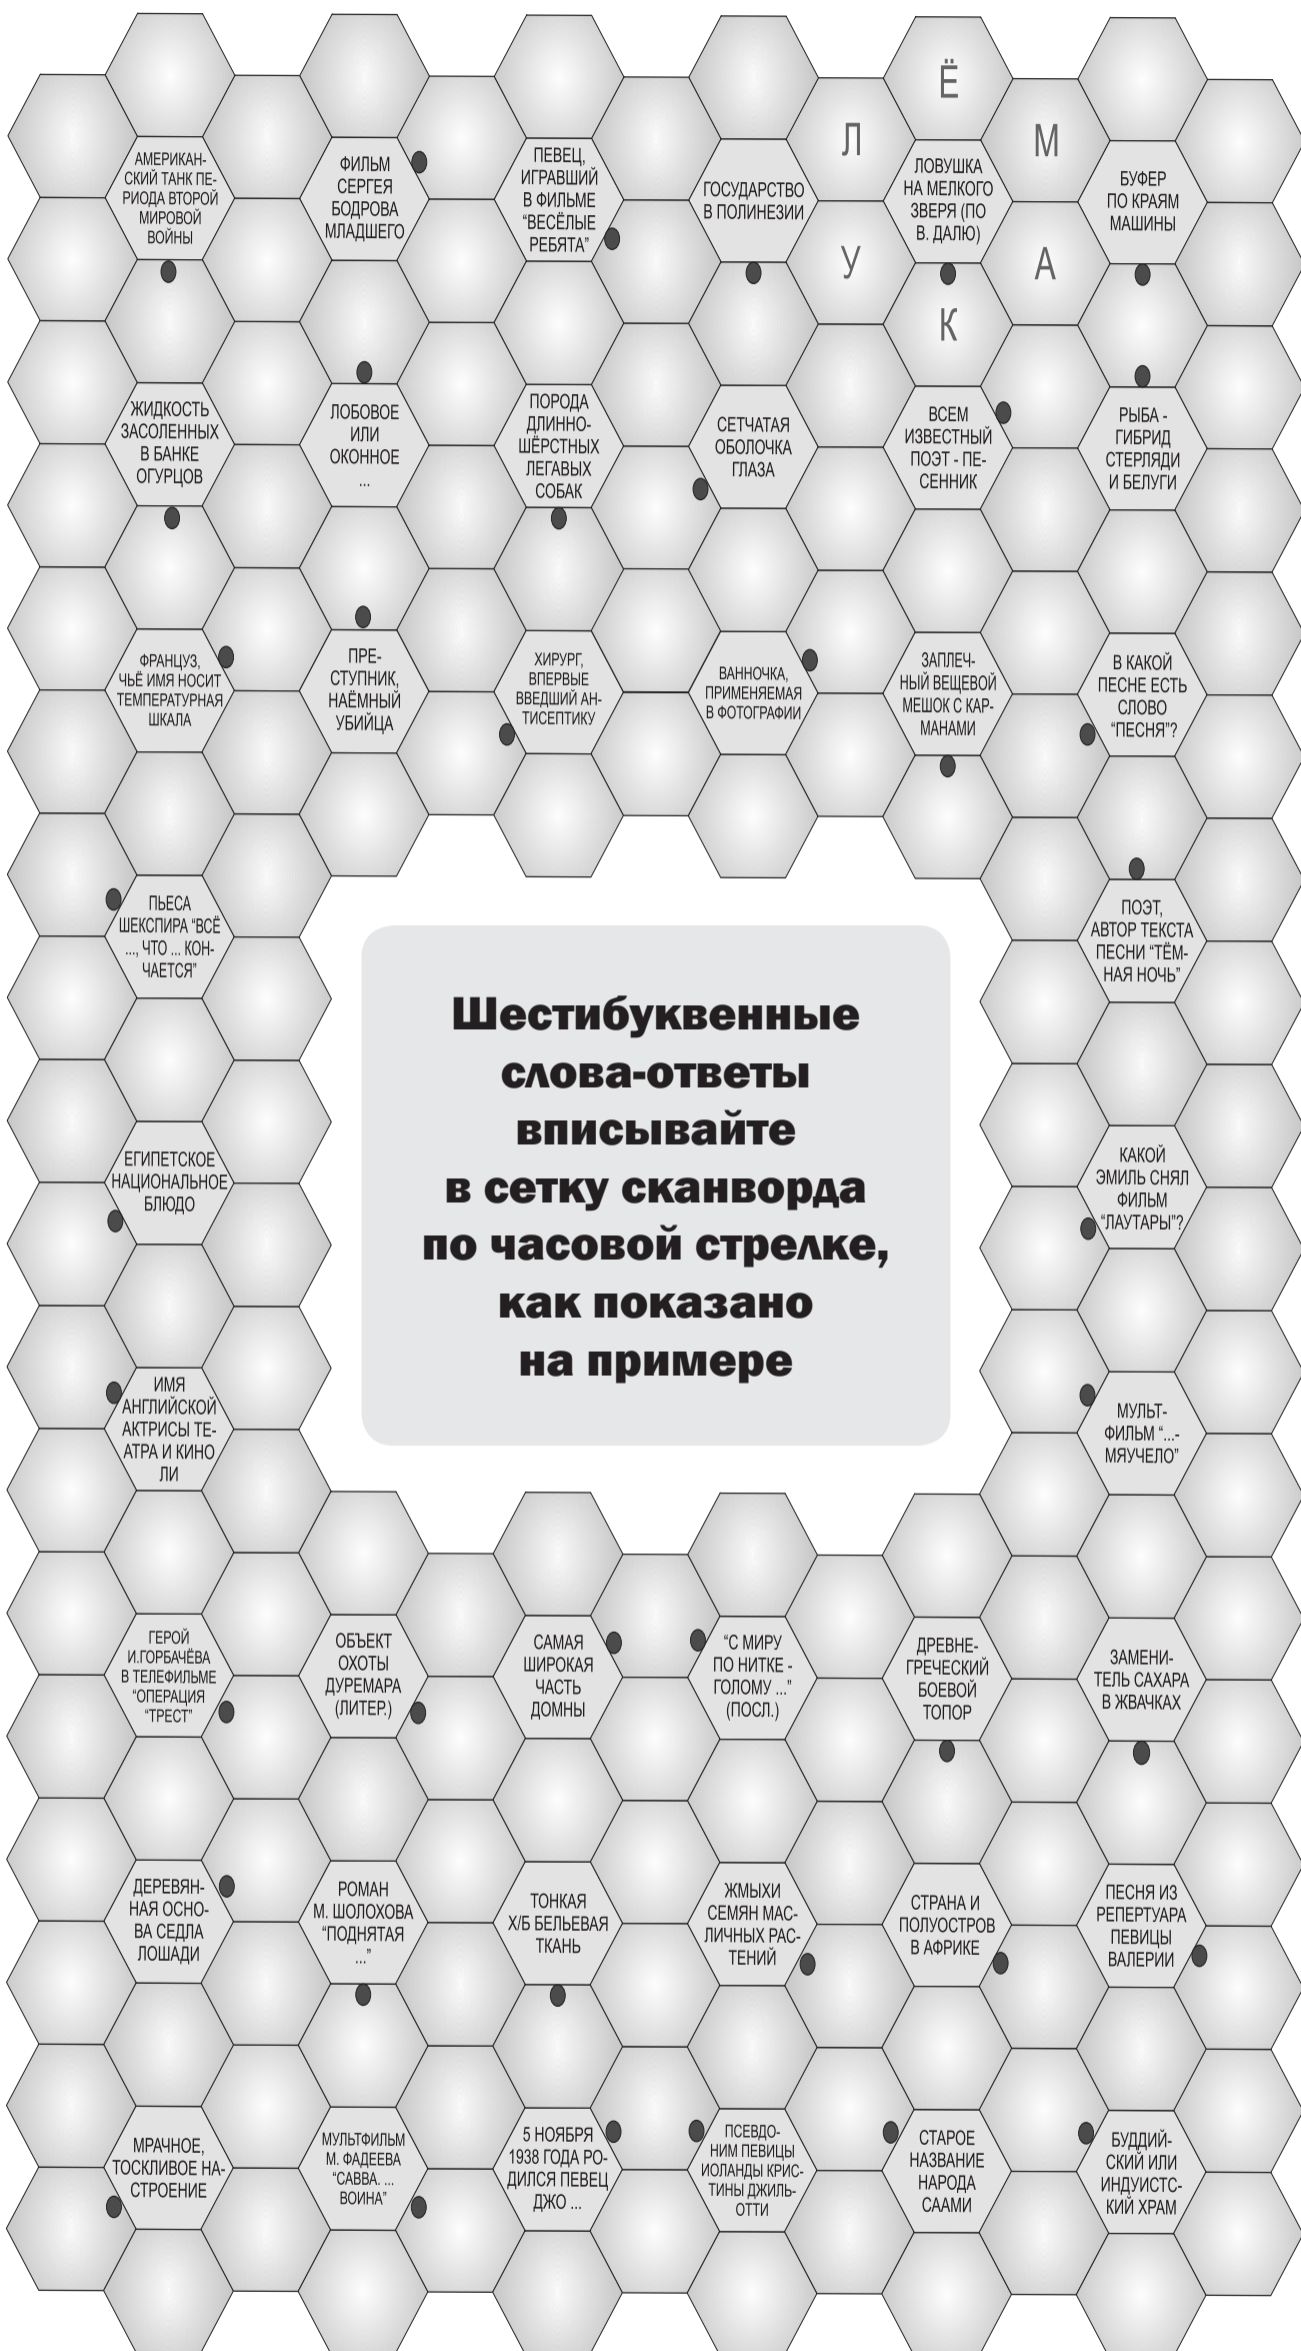 Ё
Л
М
АМЕРИКАН-
СКИЙ ТАНК ПЕ-
РИОДА ВТОРОЙ
МИРОВОЙ
ВОЙНЫ
ФИЛЬМ
СЕРГЕЯ
БОДРОВА
МЛАДШЕГО
ПЕВЕЦ,
ИГРАВШИЙ
В ФИЛЬМЕ
"ВЕСЁЛЫЕ
РЕБЯТА"
ГОСУДАРСТВО
В ПОЛИНЕЗИИ
ЛОВУШКА
НА МЕЛКОГО
ЗВЕРЯ (ПО
В. ДАЛЮ)
БУФЕР
ПО КРАЯМ
МАШИНЫ
У
А
К
ЖИДКОСТЬ
ЗАСОЛЕННЫХ
В БАНКЕ
ОГУРЦОВ
ЛОБОВОЕ
ИЛИ
ОКОННОЕ
...
ПОРОДА
ДЛИННО-
ШЁРСТНЫХ
ЛЕГАВЫХ
СОБАК
СЕТЧАТАЯ
ОБОЛОЧКА
ГЛАЗА
ВСЕМ
ИЗВЕСТНЫЙ
ПОЭТ - ПЕ-
СЕННИК
РЫБА -
ГИБРИД
СТЕРЛЯДИ
И БЕЛУГИ
ФРАНЦУЗ,
ЧЬЁ ИМЯ НОСИТ
ТЕМПЕРАТУРНАЯ
ШКАЛА
ПРЕ-
СТУПНИК,
НАЁМНЫЙ
УБИЙЦА
ХИРУРГ,
ВПЕРВЫЕ
ВВЕДШИЙ АН-
ТИСЕПТИКУ
ВАННОЧКА,
ПРИМЕНЯЕМАЯ
В ФОТОГРАФИИ
ЗАПЛЕЧ-
НЫЙ ВЕЩЕВОЙ
МЕШОК С КАР-
МАНАМИ
В КАКОЙ
ПЕСНЕ ЕСТЬ
СЛОВО
"ПЕСНЯ"?
ПЬЕСА
ШЕКСПИРА "ВСЁ
..., ЧТО ... КОН-
ЧАЕТСЯ"
ПОЭТ,
АВТОР ТЕКСТА
ПЕСНИ "ТЁМ-
НАЯ НОЧЬ"
Шестибуквенные
слова-ответы
вписывайте
в сетку сканворда
по часовой стрелке,
как показано
на примере
ЕГИПЕТСКОЕ
НАЦИОНАЛЬНОЕ
БЛЮДО
КАКОЙ
ЭМИЛЬ СНЯЛ
ФИЛЬМ
"ЛАУТАРЫ"?
ИМЯ
АНГЛИЙСКОЙ
АКТРИСЫ ТЕ-
АТРА И КИНО
ЛИ
МУЛЬТ-
ФИЛЬМ "...-
МЯУЧЕЛО"
ГЕРОЙ
И.ГОРБАЧЁВА
В ТЕЛЕФИЛЬМЕ
"ОПЕРАЦИЯ
"ТРЕСТ"
ОБЪЕКТ
ОХОТЫ
ДУРЕМАРА
(ЛИТЕР.)
САМАЯ
ШИРОКАЯ
ЧАСТЬ
ДОМНЫ
"С МИРУ
ПО НИТКЕ -
ГОЛОМУ ..."
(ПОСЛ.)
ДРЕВНЕ-
ГРЕЧЕСКИЙ
БОЕВОЙ
ТОПОР
ЗАМЕНИ-
ТЕЛЬ САХАРА
В ЖВАЧКАХ
ДЕРЕВЯН-
НАЯ ОСНО-
ВА СЕДЛА
ЛОШАДИ
РОМАН
М. ШОЛОХОВА
"ПОДНЯТАЯ
..."
ТОНКАЯ
Х/Б БЕЛЬЕВАЯ
ТКАНЬ
ЖМЫХИ
СЕМЯН МАС-
ЛИЧНЫХ РАС-
ТЕНИЙ
СТРАНА И
ПОЛУОСТРОВ
В АФРИКЕ
ПЕСНЯ ИЗ
РЕПЕРТУАРА
ПЕВИЦЫ
ВАЛЕРИИ
МРАЧНОЕ,
ТОСКЛИВОЕ НА-
СТРОЕНИЕ
МУЛЬТФИЛЬМ
М. ФАДЕЕВА
"САВВА. ...
ВОИНА"
5 НОЯБРЯ
1938 ГОДА РО-
ДИЛСЯ ПЕВЕЦ
ДЖО ...
ПСЕВДО-
НИМ ПЕВИЦЫ
ИОЛАНДЫ КРИС-
ТИНЫ ДЖИЛЬ-
ОТТИ
СТАРОЕ
НАЗВАНИЕ
НАРОДА
СААМИ
БУДДИЙ-
СКИЙ ИЛИ
ИНДУИСТС-
КИЙ ХРАМ